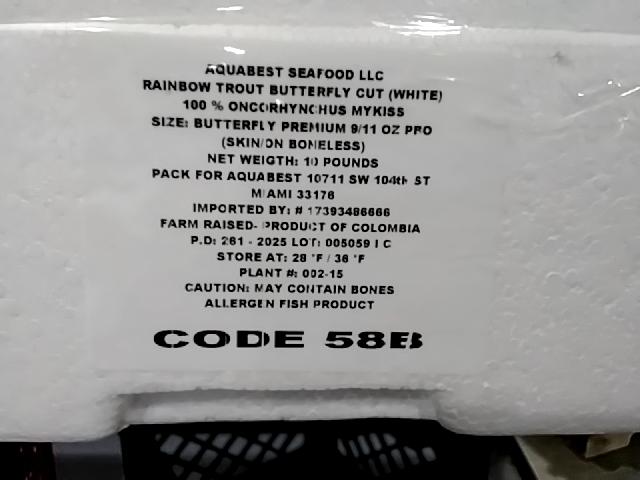 AQUABEST SEAFOOD LLC
RAINBOW TROUT BUTTERFLY CUT (WHITE)
100 % ONCORHYNCHUS MYKISS
SIZE: BUTTERFLY PREMIUM 9/11 OZ PBO
(SKIN/ON BONELESS)
NET WEIGTH: 10 POUNDS
PACK FOR AQUABEST 10711 SW 104th ST
MIAMI 33176
IMPORTED BY: # 17393486666
FARM RAISED- PRODUCT OF COLOMBIA
P.D: 261 - 2025 LOT: 005059 I C
STORE AT: 28 °F / 36 °F
PLANT #: 002-15
CAUTION: MAY CONTAIN BONES
ALLERGEN FISH PRODUCT
CODE 58B